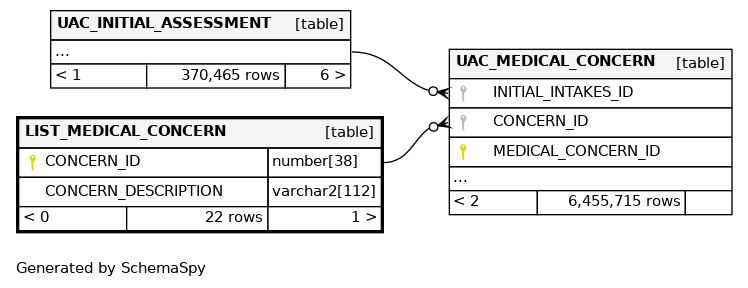 UAC_INITIAL_ASSESSMENT [table]
...
< 1 370,465 rows 6 >
UAC_MEDICAL_CONCERN [table]
INITIAL_INTAKES_ID
CONCERN_ID
MEDICAL_CONCERN_ID
...
< 2 6,455,715 rows
LIST_MEDICAL_CONCERN [table]
CONCERN_ID number[38]
CONCERN_DESCRIPTION varchar2[112]
< 0 22 rows 1 >
Generated by SchemaSpy